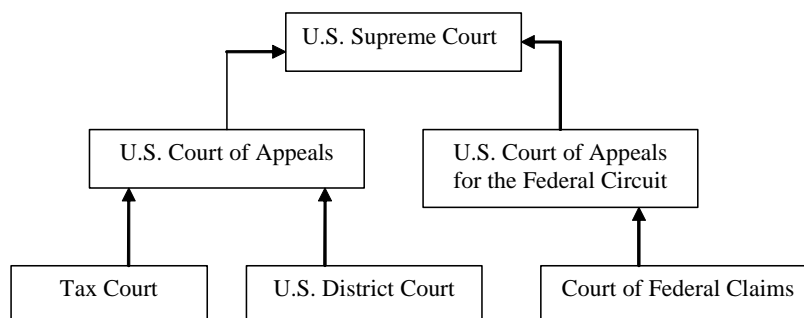 U.S. Supreme Court
U.S. Court of Appeals
U.S. Court of Appeals
for the Federal Circuit
Tax Court
U.S. District Court
Court of Federal Claims